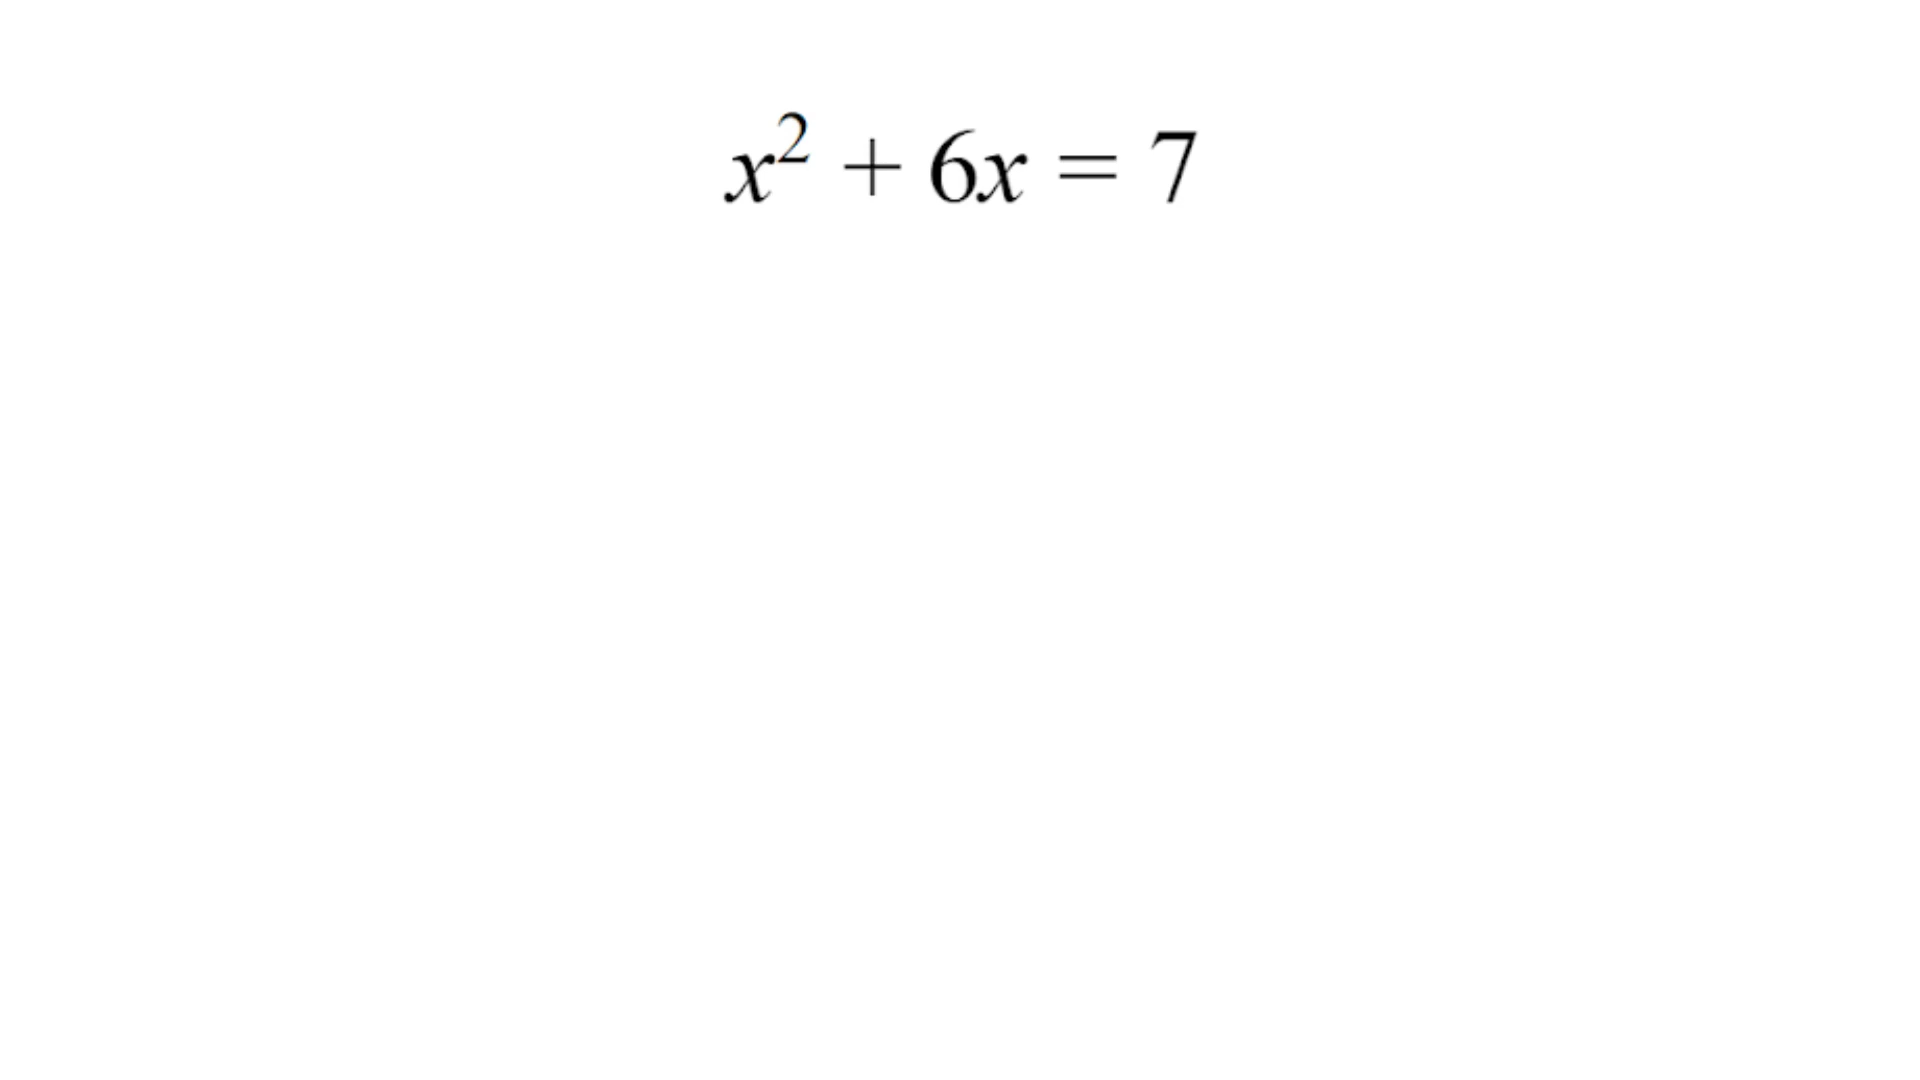 x² + 6x = 7